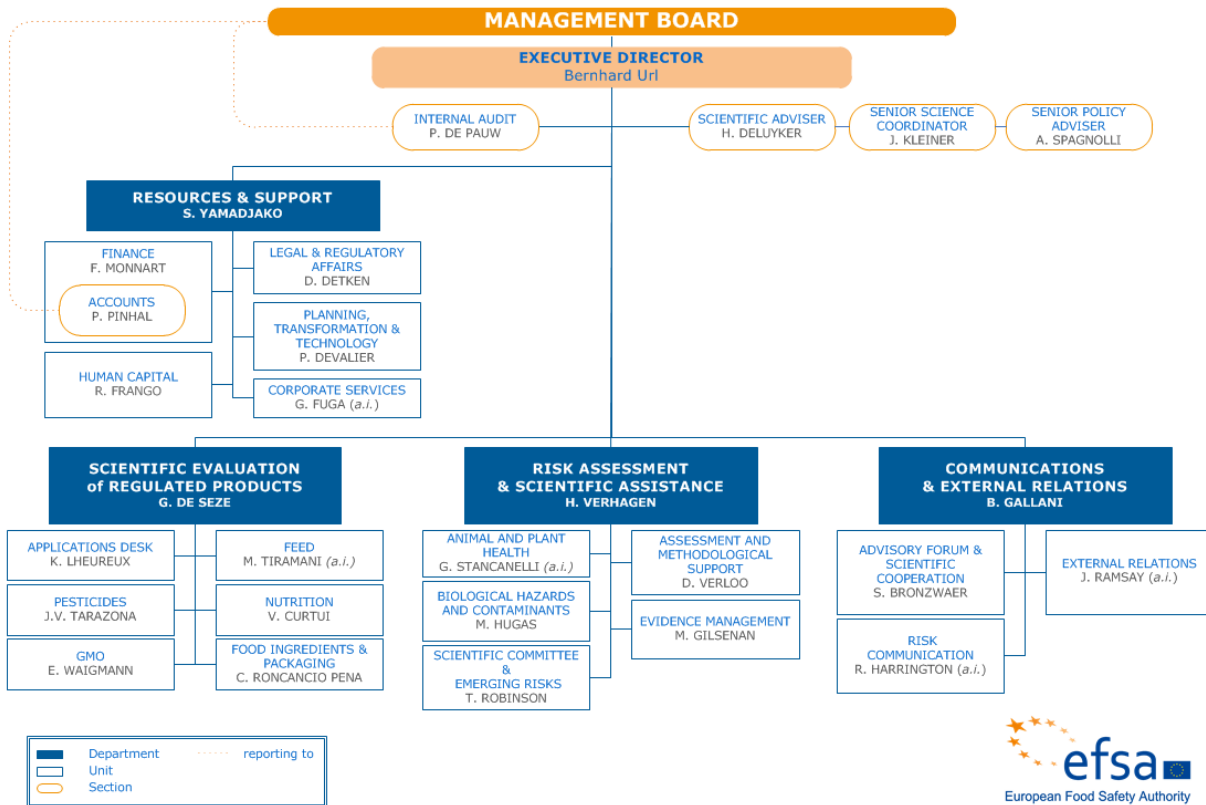 MANAGEMENT BOARD
EXECUTIVE DIRECTOR
Bernhard Url
INTERNAL AUDIT
P. DE PAUW
SCIENTIFIC ADVISER
H. DELUYKER
SENIOR SCIENCE
COORDINATOR
J. KLEINER
SENIOR POLICY
ADVISER
A. SPAGNOLLI
RESOURCES & SUPPORT
S. YAMADJAKO
FINANCE
F. MONNART
ACCOUNTS
P. PINHAL
LEGAL & REGULATORY
AFFAIRS
D. DETKEN
PLANNING,
TRANSFORMATION &
TECHNOLOGY
P. DEVALIER
HUMAN CAPITAL
R. FRANGO
CORPORATE SERVICES
G. FUGA (a.i.)
SCIENTIFIC EVALUATION
of REGULATED PRODUCTS
G. DE SEZE
APPLICATIONS DESK
K. LHEUREUX
FEED
M. TIRAMANI (a.i.)
PESTICIDES
J.V. TARAZONA
NUTRITION
V. CURTUI
GMO
E. WAIGMANN
FOOD INGREDIENTS &
PACKAGING
C. RONCANCIO PENA
RISK ASSESSMENT
& SCIENTIFIC ASSISTANCE
H. VERHAGEN
ANIMAL AND PLANT
HEALTH
G. STANCANELLI (a.i.)
ASSESSMENT AND
METHODOLOGICAL
SUPPORT
D. VERLOO
BIOLOGICAL HAZARDS
AND CONTAMINANTS
M. HUGAS
EVIDENCE MANAGEMENT
M. GILSENAN
SCIENTIFIC COMMITTEE
&
EMERGING RISKS
T. ROBINSON
COMMUNICATIONS
& EXTERNAL RELATIONS
B. GALLANI
ADVISORY FORUM &
SCIENTIFIC
COOPERATION
S. BRONZWAER
EXTERNAL RELATIONS
J. RAMSAY (a.i.)
RISK
COMMUNICATION
R. HARRINGTON (a.i.)
Department
reporting to
Unit
Section
efsa
European Food Safety Authority